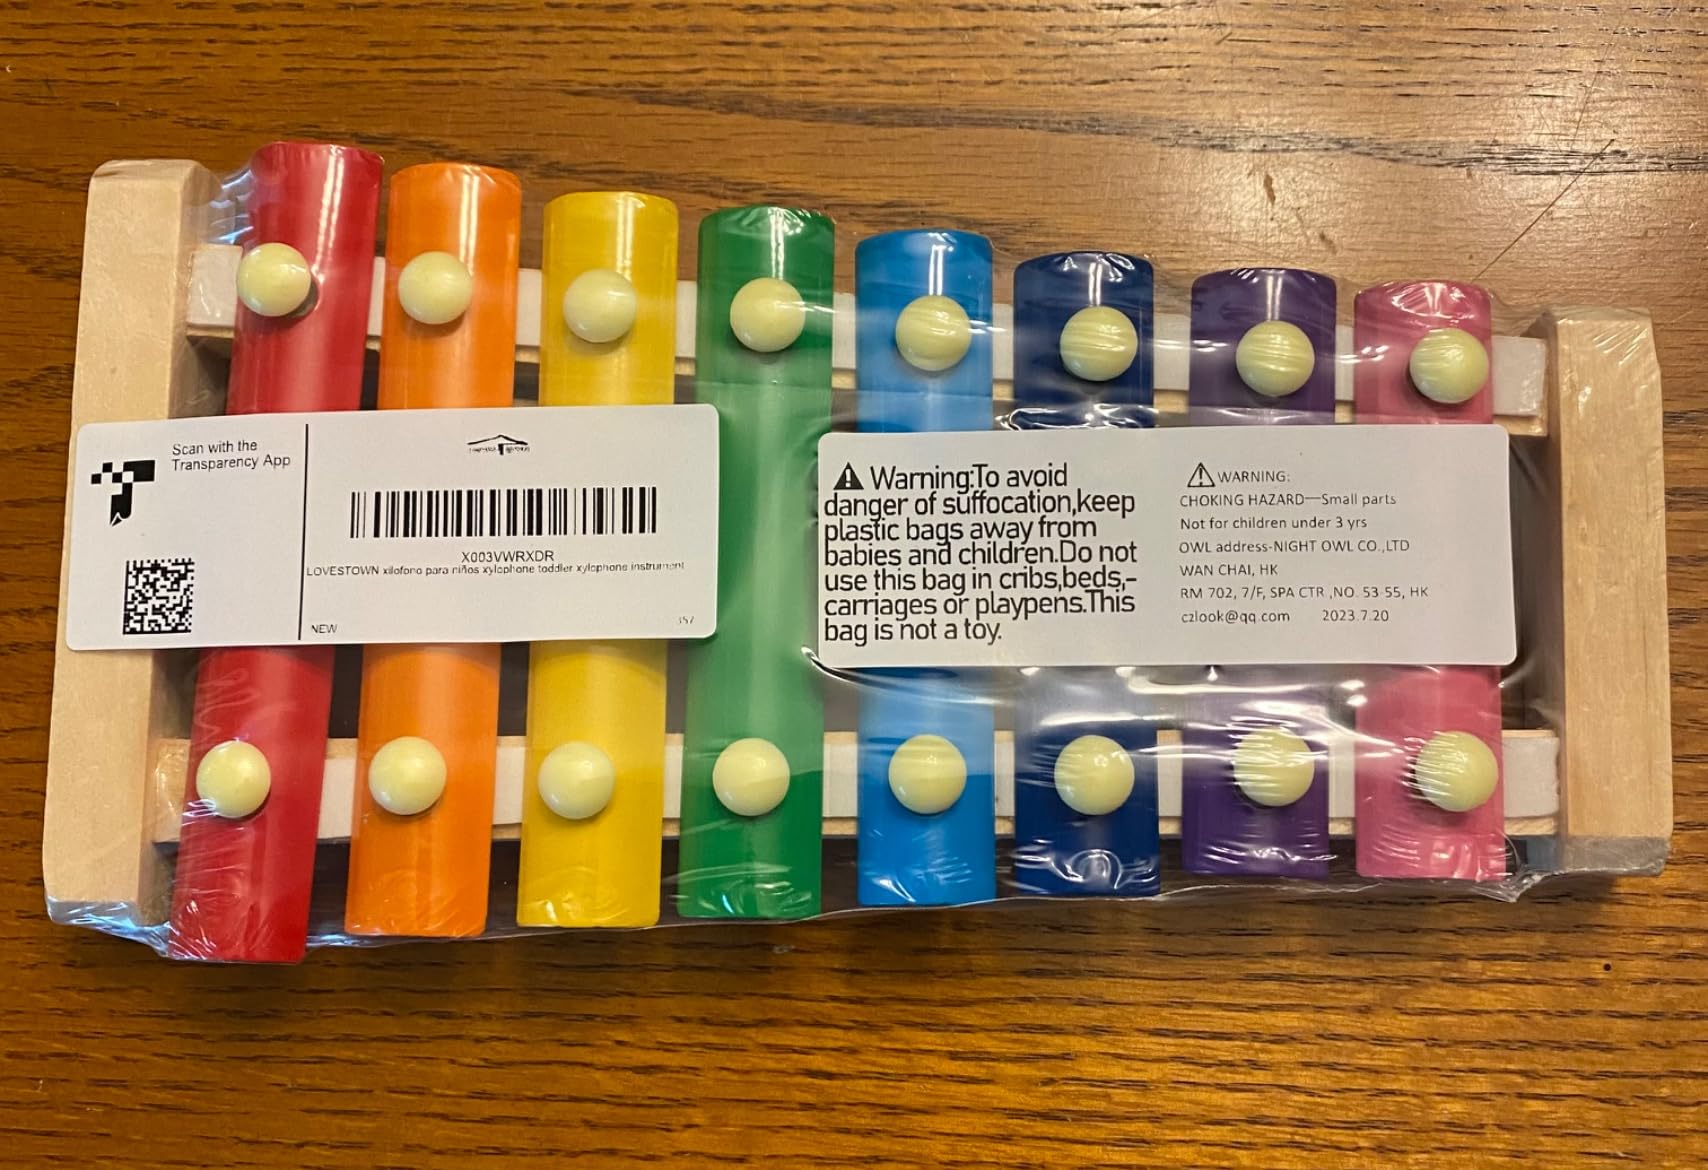 Scan with the
Transparency App
X003VWRXDR
LOVESTOWN xilofono para niños xylophone toddler xylophone instrument
NEW
357
Warning:To avoid
danger of suffocation,keep
plastic bags away from
babies and children.Do not
use this bag in cribs,beds,-
carriages or playpens.This
bag is not a toy.
WARNING:
CHOKING HAZARD—Small parts
Not for children under 3 yrs
OWL address-NIGHT OWL CO.,LTD
WAN CHAI, HK
RM 702, 7/F, SPA CTR ,NO. 53-55, HK
czlook@qq.com 2023.7.20